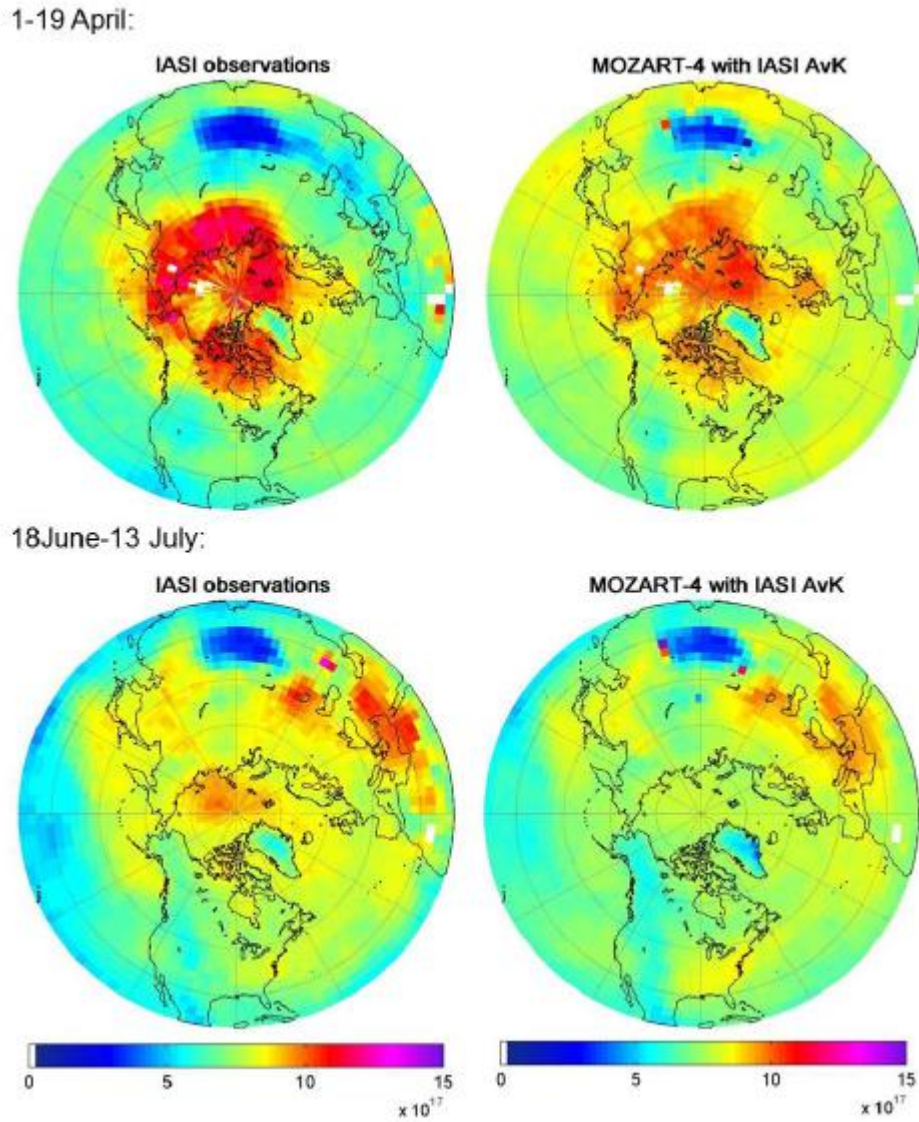 1-19 April:
IASI observations
MOZART-4 with IASI AvK
18June-13 July:
IASI observations
MOZART-4 with IASI AvK
0 5 10 15
x 10^17
0 5 10 15
x 10^17